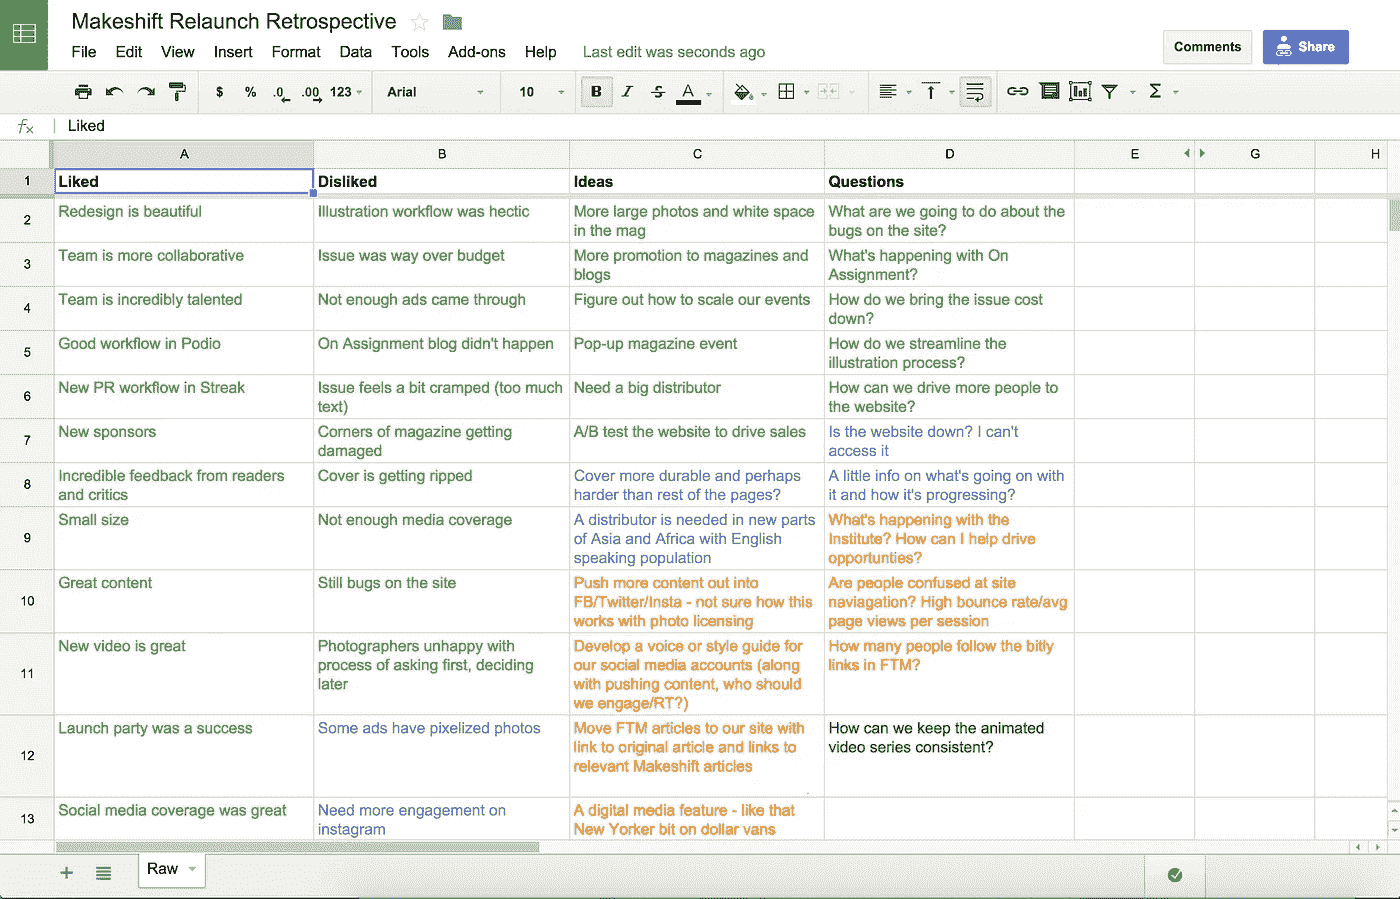 Makeshift Relaunch Retrospective
File Edit View Insert Format Data Tools Add-ons Help Last edit was seconds ago
Comments
Share
$ % .0 .00 123 Arial 10 B I S A Σ
fx Liked
A B C D E G H
1 Liked Disliked Ideas Questions
2 Redesign is beautiful
Illustration workflow was hectic
More large photos and white space
in the mag
What are we going to do about the
bugs on the site?
3 Team is more collaborative
Issue was way over budget
More promotion to magazines and
blogs
What's happening with On
Assignment?
4 Team is incredibly talented
Not enough ads came through
Figure out how to scale our events
How do we bring the issue cost
down?
5 Good workflow in Podio
On Assignment blog didn't happen
Pop-up magazine event
How do we streamline the
illustration process?
6 New PR workflow in Streak
Issue feels a bit cramped (too much
text)
Need a big distributor
How can we drive more people to
the website?
7 New sponsors
Corners of magazine getting
damaged
A/B test the website to drive sales
Is the website down? I can't
access it
8 Incredible feedback from readers
and critics
Cover is getting ripped
Cover more durable and perhaps
harder than rest of the pages?
A little info on what's going on with
it and how it's progressing?
9 Small size
Not enough media coverage
A distributor is needed in new parts
of Asia and Africa with English
speaking population
What's happening with the
Institute? How can I help drive
opportunties?
10 Great content
Still bugs on the site
Push more content out into
FB/Twitter/Insta - not sure how this
works with photo licensing
Are people confused at site
naviagation? High bounce rate/avg
page views per session
11 New video is great
Photographers unhappy with
process of asking first, deciding
later
Develop a voice or style guide for
our social media accounts (along
with pushing content, who should
we engage/RT?)
How many people follow the bitly
links in FTM?
12 Launch party was a success
Some ads have pixelized photos
Move FTM articles to our site with
link to original article and links to
relevant Makeshift articles
How can we keep the animated
video series consistent?
13 Social media coverage was great
Need more engagement on
instagram
A digital media feature - like that
New Yorker bit on dollar vans
Raw